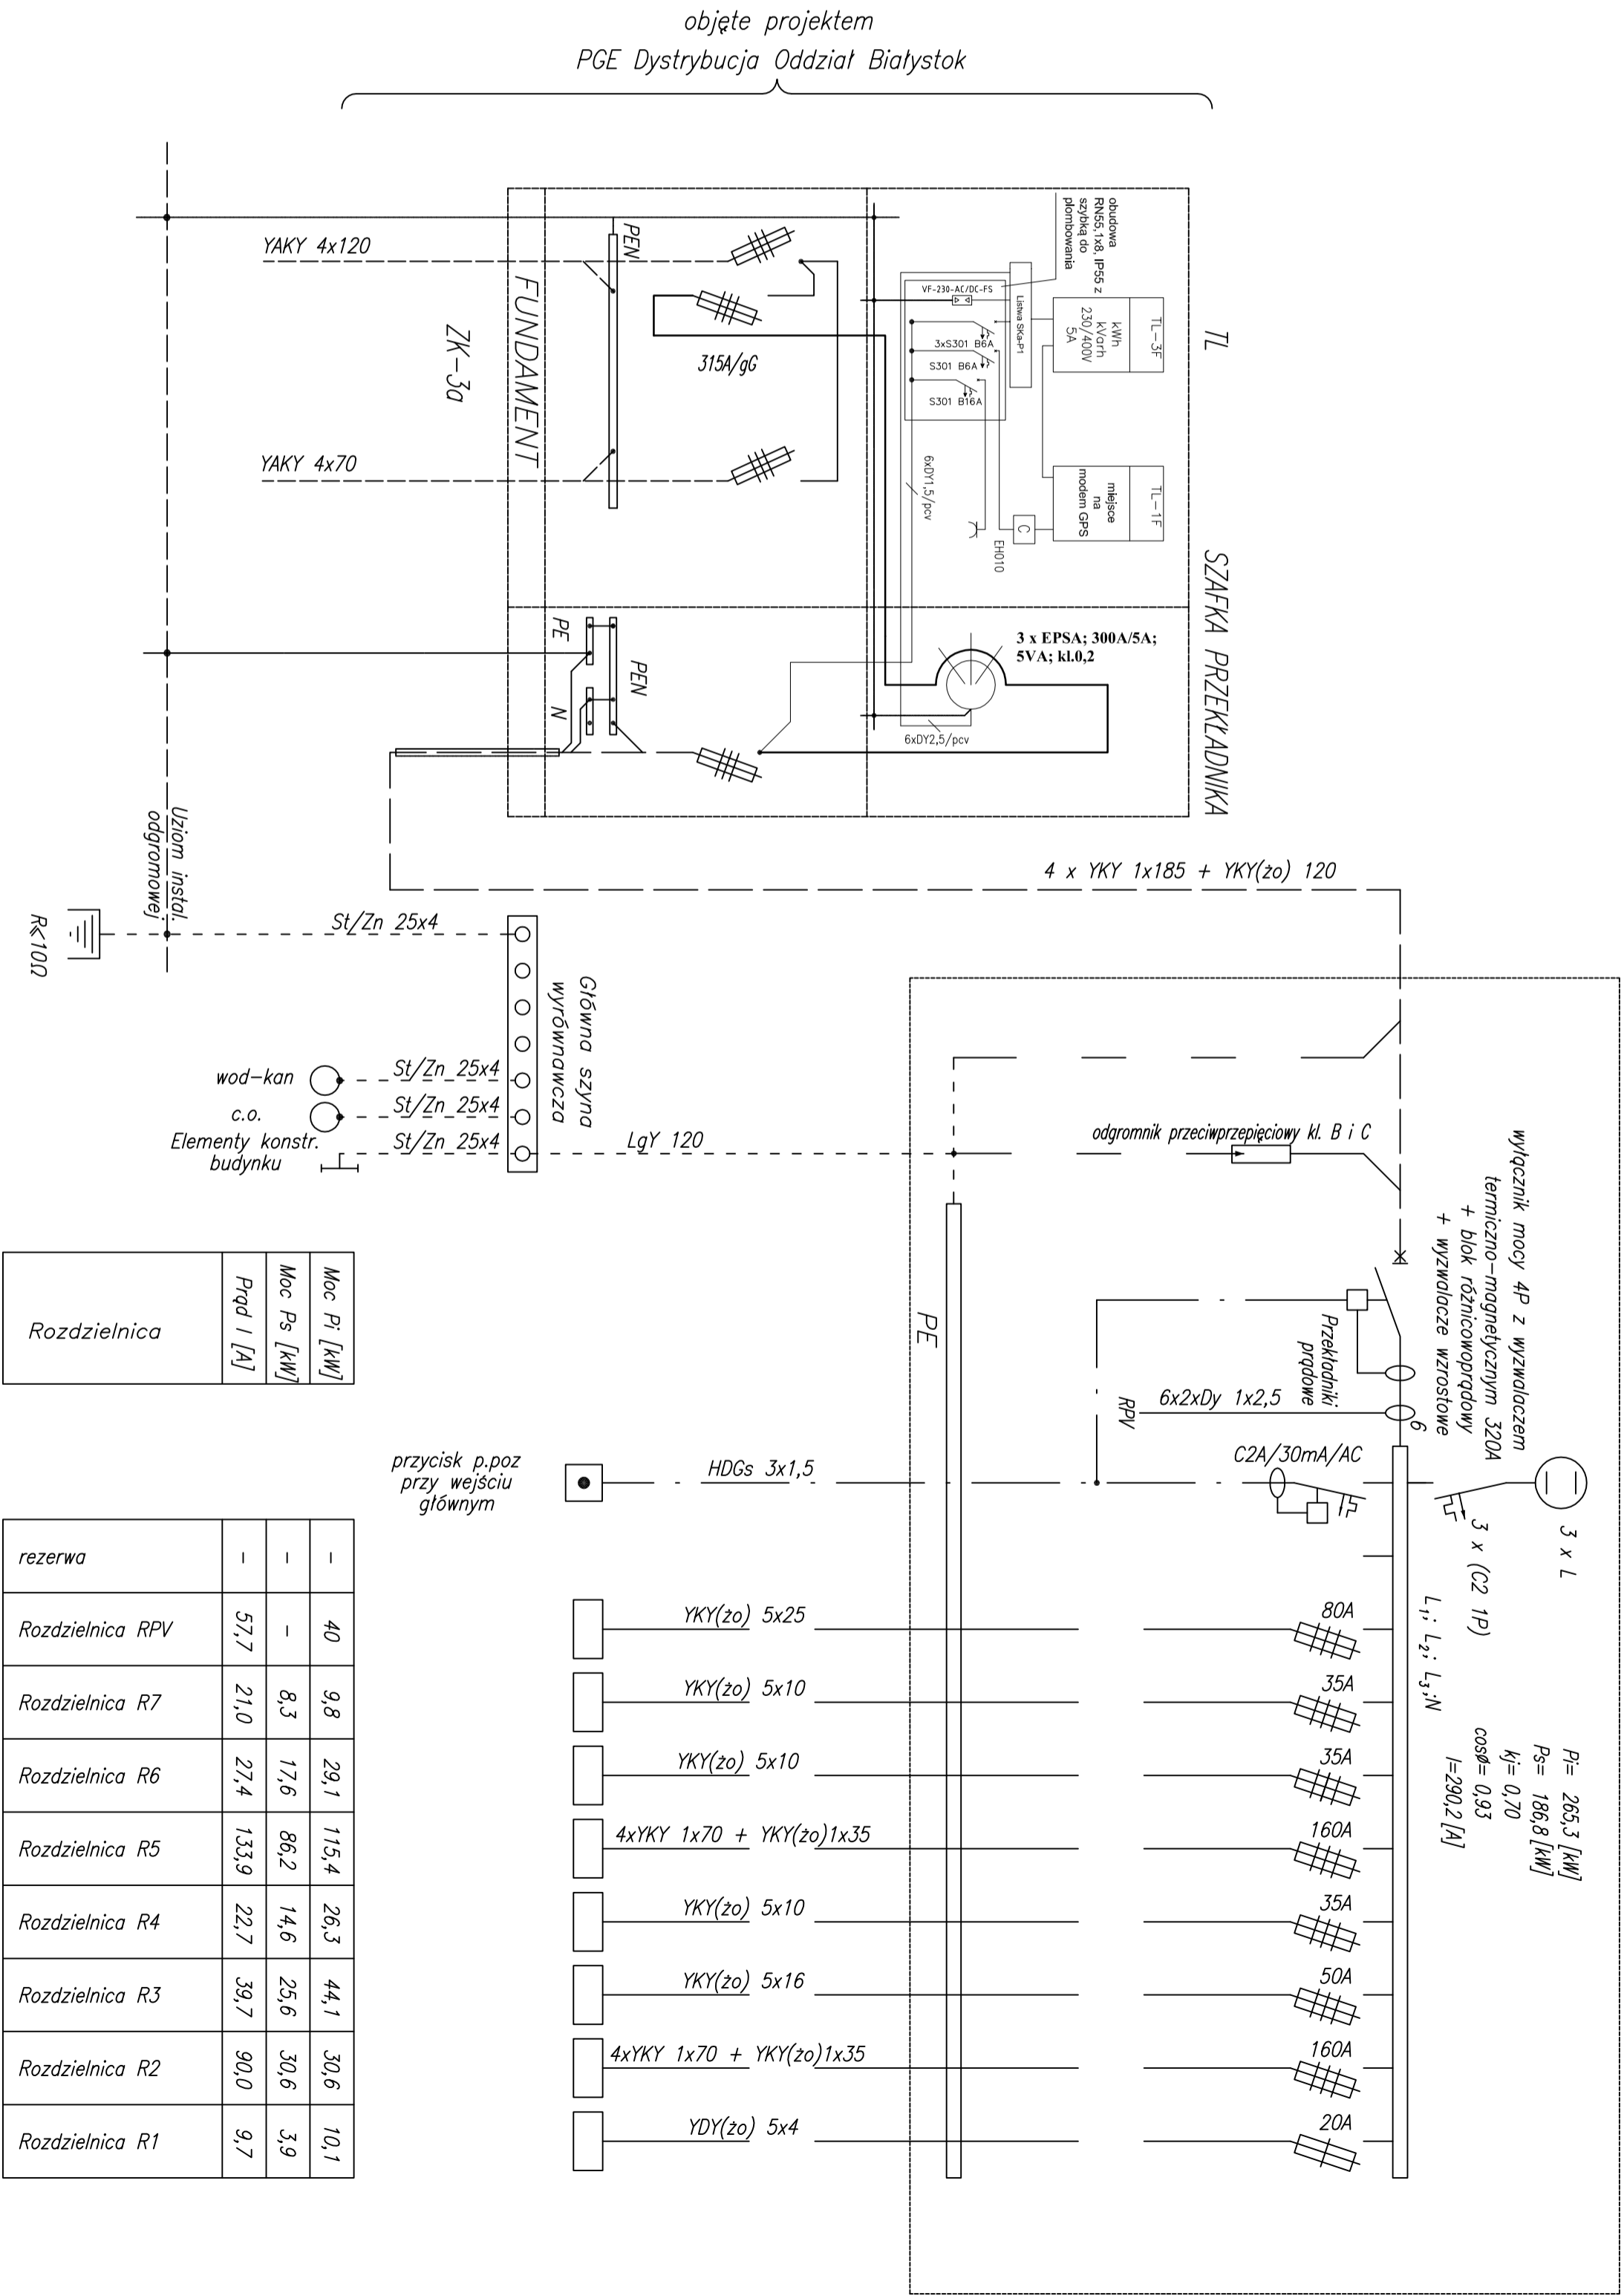 objęte projektem
PGE Dystrybucja Oddział Białystok
TL
SZAFKA PRZEKŁADNIKA
obudowa
RN55,1x8, IP55 z
szybką do
plombowania
TL-3F
kWh
kVarh
230/400V
5A
TL-1F
miejsce
na
modem GPS
Listwa SKa-P1
VF-230-AC/DC-FS
3xS301 B6A
S301 B6A
S301 B16A
C
EH010
6xDY1,5/pcv
6xDY2,5/pcv
3 x EPSA; 300A/5A;
5VA; kl.0,2
YAKY 4x120
YAKY 4x70
PEN
315A/gG
FUNDAMENT
ZK-3a
PE
N
PEN
Uziom instal.
odgromowej
4 x YKY 1x185 + YKY(żo) 120
R≤10Ω
St/Zn 25x4
Główna szyna
wyrównawcza
wod-kan
St/Zn 25x4
c.o.
St/Zn 25x4
Elementy konstr.
budynku
St/Zn 25x4
LgY 120
odgromnik przeciwprzepięciowy kl. B i C
wyłącznik mocy 4P z wyzwalaczem
termiczno-magnetycznym 320A
+ blok różnicowoprądowy
+ wyzwalacze wzrostowe
Przekładniki
prądowe
PE
RPV
6x2xDy 1x2,5
6
C2A/30mA/AC
przycisk p.poz
przy wejściu
głównym
HDGs 3x1,5
3 x L
3 x (C2 1P)
L1; L2; L3,;N
Pi= 265,3 [kW]
Ps= 186,8 [kW]
kj= 0,70
cosØ= 0,93
I=290,2 [A]
YKY(żo) 5x25
80A
YKY(żo) 5x10
35A
YKY(żo) 5x10
35A
4xYKY 1x70 + YKY(żo)1x35
160A
YKY(żo) 5x10
35A
YKY(żo) 5x16
50A
4xYKY 1x70 + YKY(żo)1x35
160A
YDY(żo) 5x4
20A
Rozdzielnica
Prąd I [A]
Moc Ps [kW]
Moc Pi [kW]
rezerwa - - -
Rozdzielnica RPV 57,7 - 40
Rozdzielnica R7 21,0 8,3 9,8
Rozdzielnica R6 27,4 17,6 29,1
Rozdzielnica R5 133,9 86,2 115,4
Rozdzielnica R4 22,7 14,6 26,3
Rozdzielnica R3 39,7 25,6 44,1
Rozdzielnica R2 90,0 30,6 30,6
Rozdzielnica R1 9,7 3,9 10,1